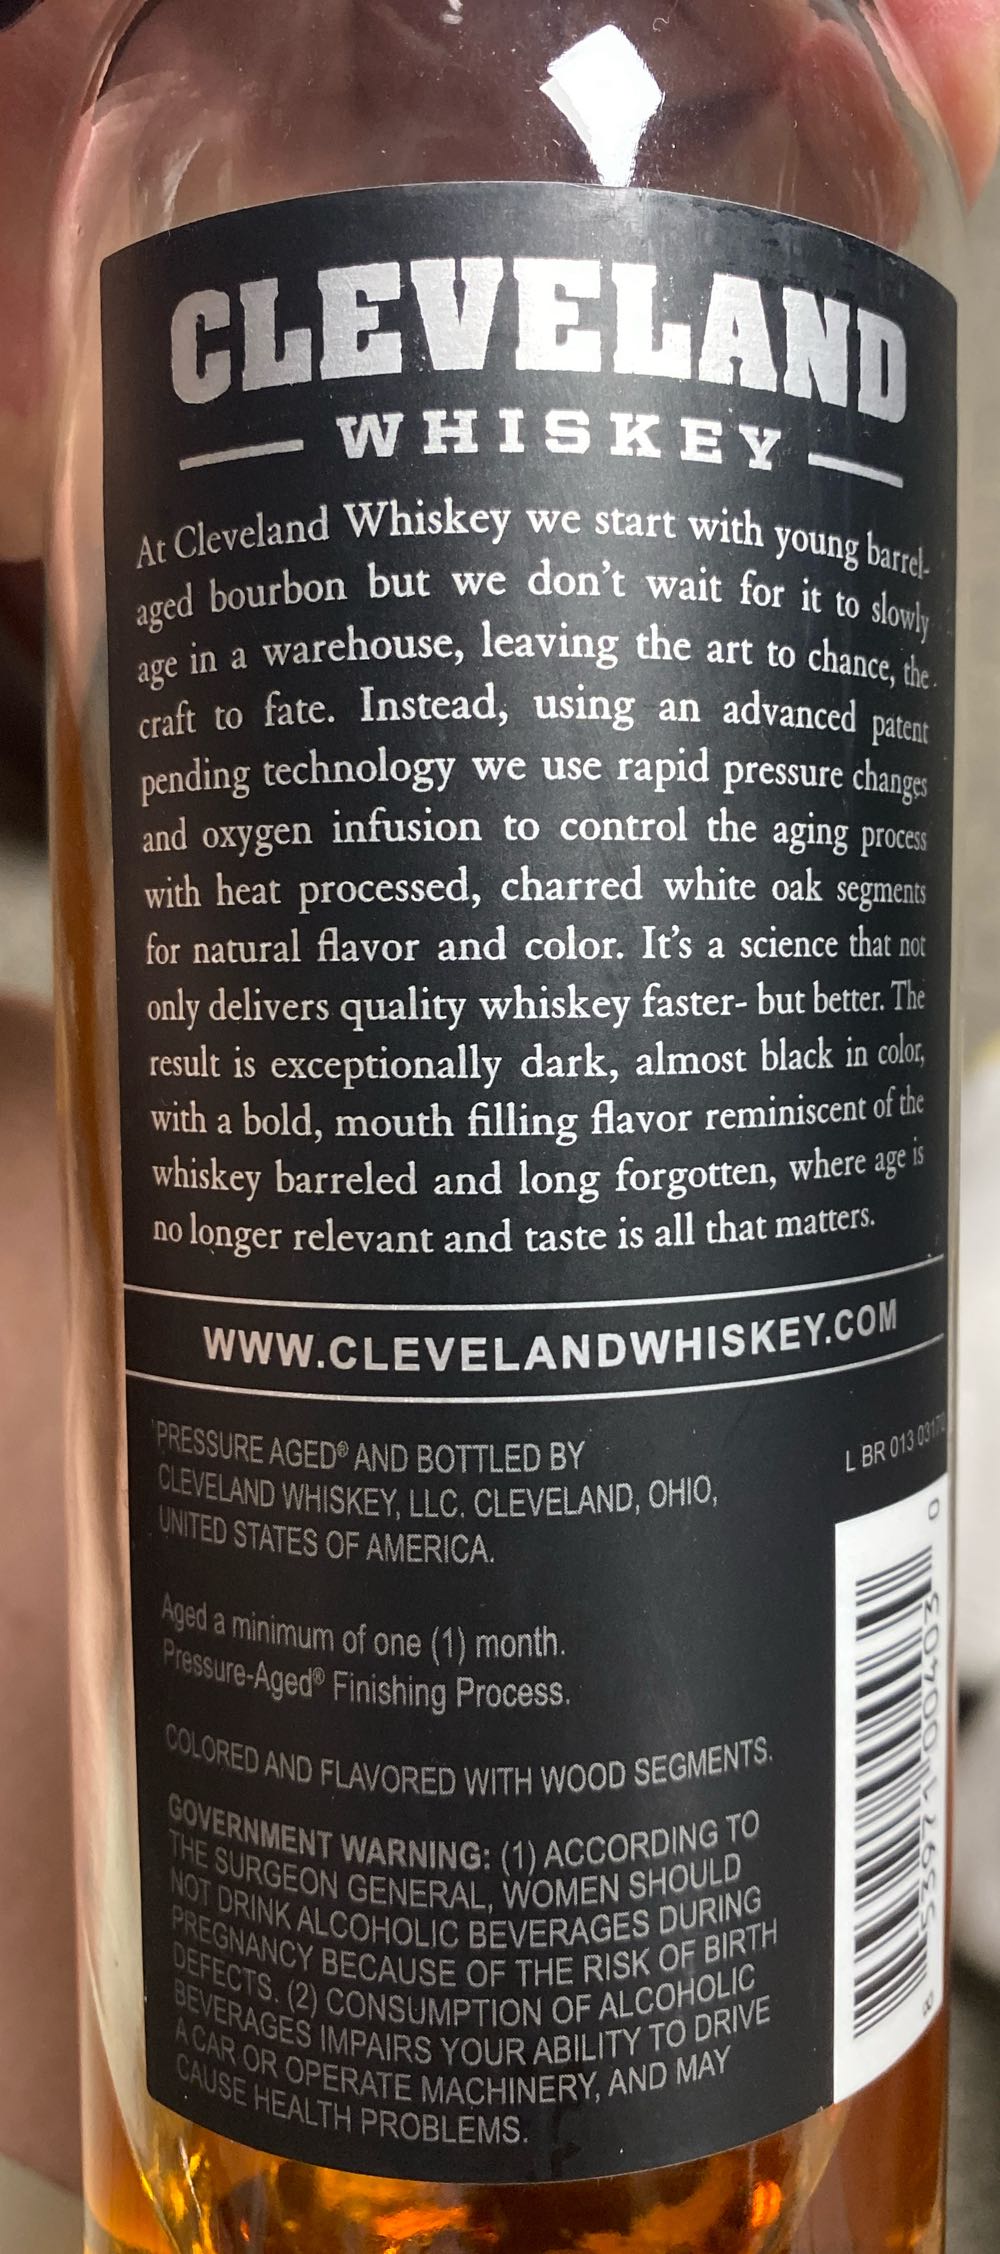 CLEVELAND
WHISKEY
At Cleveland Whiskey we start with young barrel-
aged bourbon but we don't wait for it to slowly
age in a warehouse, leaving the art to chance, the
craft to fate. Instead, using an advanced patent
pending technology we use rapid pressure changes
and oxygen infusion to control the aging process
with heat processed, charred white oak segments
for natural flavor and color. It's a science that not
only delivers quality whiskey faster- but better. The
result is exceptionally dark, almost black in color,
with a bold, mouth filling flavor reminiscent of the
whiskey barreled and long forgotten, where age is
no longer relevant and taste is all that matters.
WWW.CLEVELANDWHISKEY.COM
PRESSURE AGED® AND BOTTLED BY
CLEVELAND WHISKEY, LLC. CLEVELAND, OHIO,
UNITED STATES OF AMERICA.
L BR 013
Aged a minimum of one (1) month.
Pressure-Aged® Finishing Process.
COLORED AND FLAVORED WITH WOOD SEGMENTS.
GOVERNMENT WARNING: (1) ACCORDING TO
THE SURGEON GENERAL, WOMEN SHOULD
NOT DRINK ALCOHOLIC BEVERAGES DURING
PREGNANCY BECAUSE OF THE RISK OF BIRTH
DEFECTS. (2) CONSUMPTION OF ALCOHOLIC
BEVERAGES IMPAIRS YOUR ABILITY TO DRIVE
A CAR OR OPERATE MACHINERY, AND MAY
CAUSE HEALTH PROBLEMS.
8 53971 00403 0